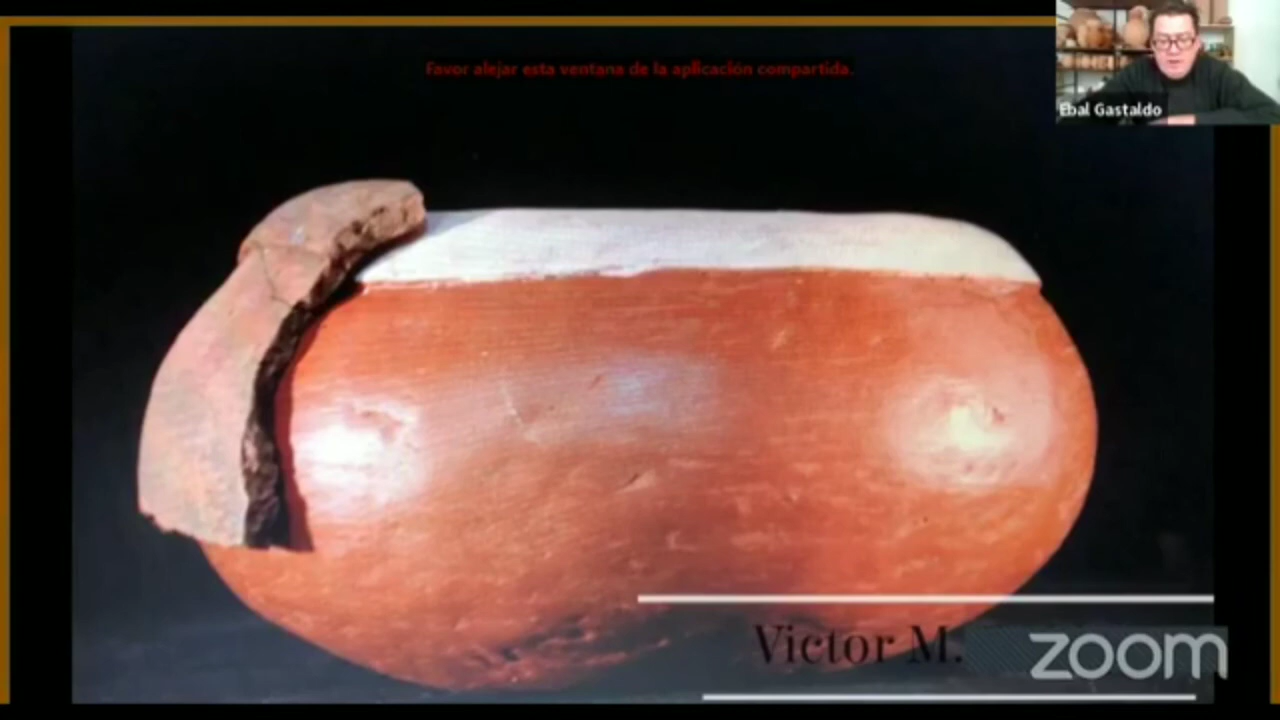 Favor alejar esta ventana de la aplicación compartida.
Ebal Gastaldo
Victor M.
zoom